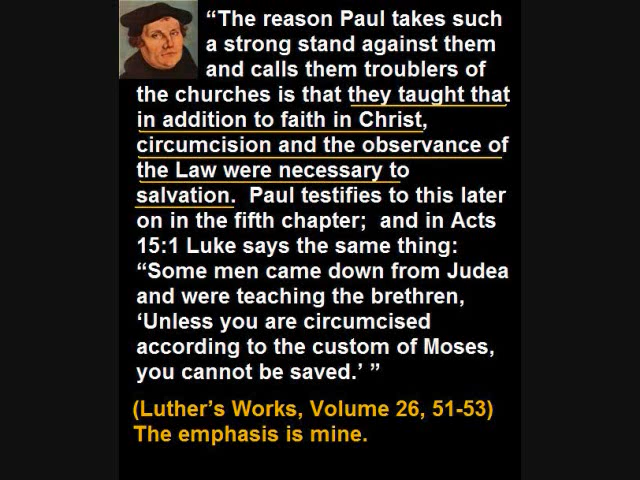 “The reason Paul takes such
a strong stand against them
and calls them troublers of
the churches is that they taught that
in addition to faith in Christ,
circumcision and the observance of
the Law were necessary to
salvation.  Paul testifies to this later
on in the fifth chapter;  and in Acts
15:1 Luke says the same thing:
“Some men came down from Judea
and were teaching the brethren,
‘Unless you are circumcised
according to the custom of Moses,
you cannot be saved.’ ”
(Luther’s Works, Volume 26, 51-53)
The emphasis is mine.